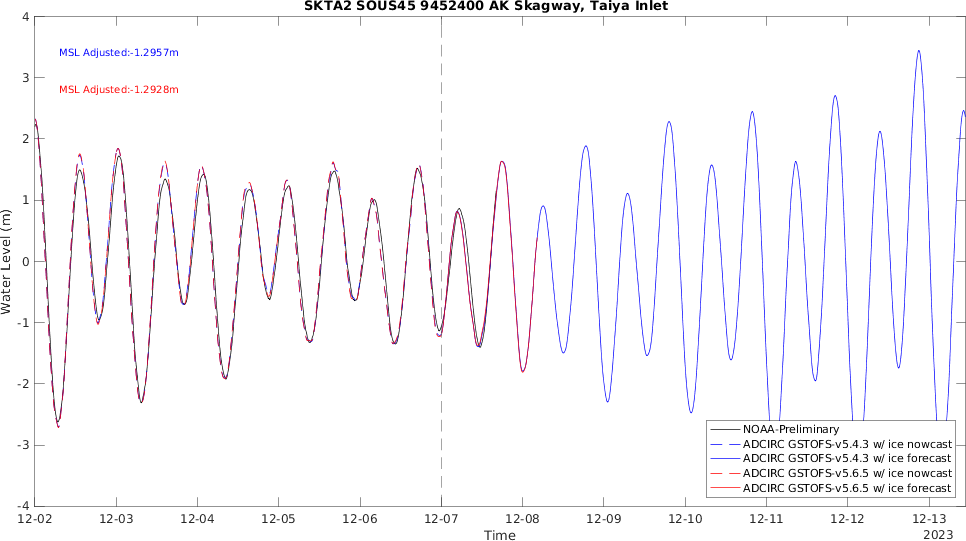 SKTA2 SOUS45 9452400 AK Skagway, Taiya Inlet
MSL Adjusted:-1.2957m
MSL Adjusted:-1.2928m
4
3
2
1
0
-1
-2
-3
-4
Water Level (m)
NOAA-Preliminary
ADCIRC GSTOFS-v5.4.3 w/ ice nowcast
ADCIRC GSTOFS-v5.4.3 w/ ice forecast
ADCIRC GSTOFS-v5.6.5 w/ ice nowcast
ADCIRC GSTOFS-v5.6.5 w/ ice forecast
12-02 12-03 12-04 12-05 12-06 12-07 12-08 12-09 12-10 12-11 12-12 12-13
Time
2023